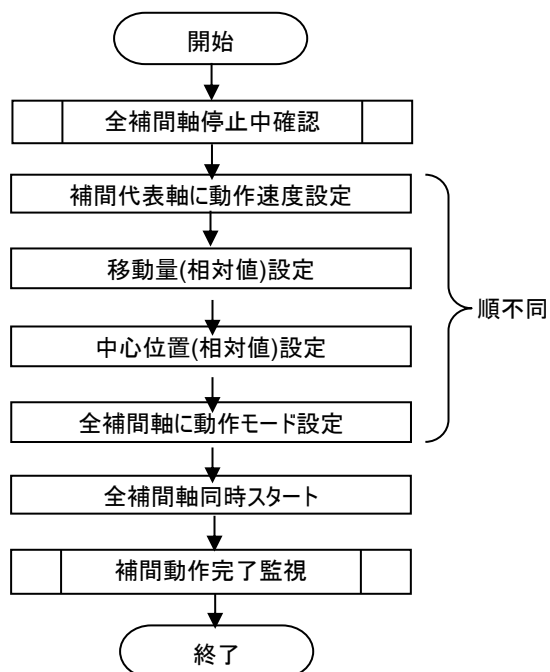 開始
全補間軸停止中確認
補間代表軸に動作速度設定
移動量(相対値)設定
中心位置(相対値)設定
全補間軸に動作モード設定
順不同
全補間軸同時スタート
補間動作完了監視
終了